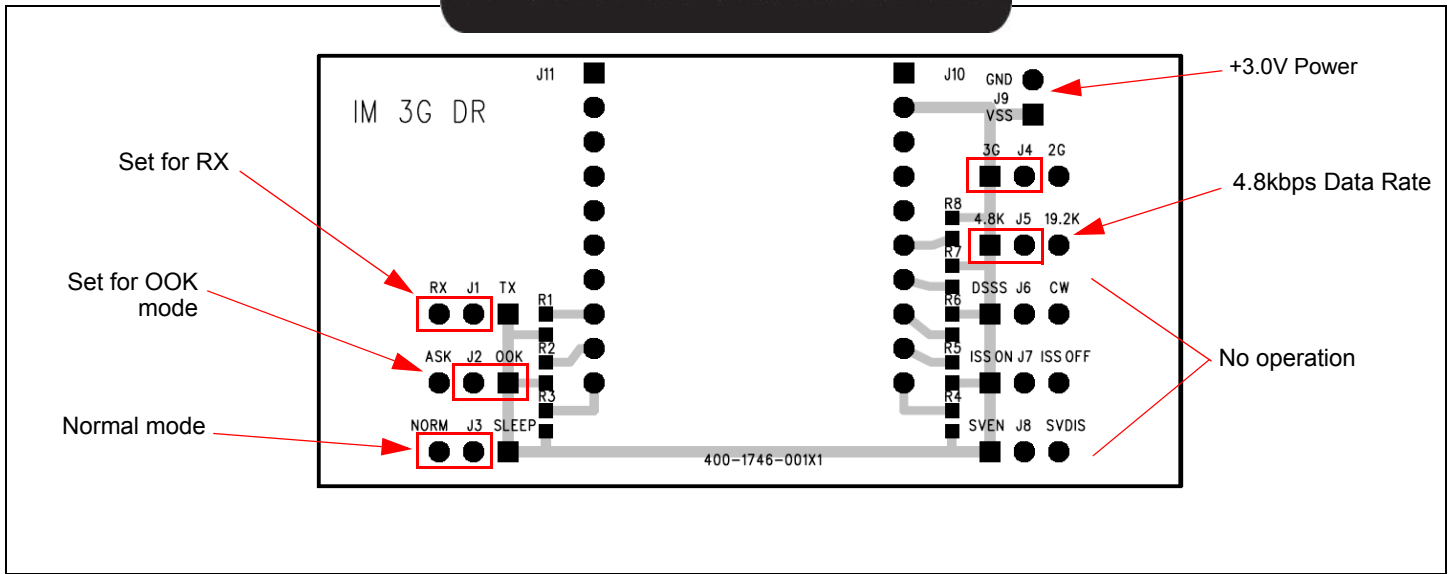 J11
J10
GND
+3.0V Power
J9
VSS
IM 3G DR
3G J4 2G
Set for RX
4.8kbps Data Rate
R8
4.8K J5 19.2K
R7
Set for OOK
mode
RX J1 TX
R1
DSSS J6 CW
R6
ASK J2 OOK
R2
R5
ISS ON J7 ISS OFF
No operation
R3
R4
Normal mode
NORM J3 SLEEP
SVEN J8 SVDIS
400-1746-001X1